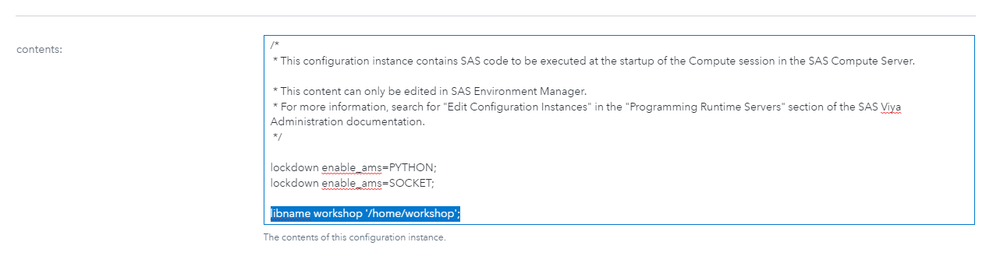 contents:
/*
* This configuration instance contains SAS code to be executed at the startup of the Compute session in the SAS Compute Server.
* This content can only be edited in SAS Environment Manager.
* For more information, search for "Edit Configuration Instances" in the "Programming Runtime Servers" section of the SAS Viya
Administration documentation.
*/
lockdown enable_ams=PYTHON;
lockdown enable_ams=SOCKET;
libname workshop '/home/workshop';
The contents of this configuration instance.